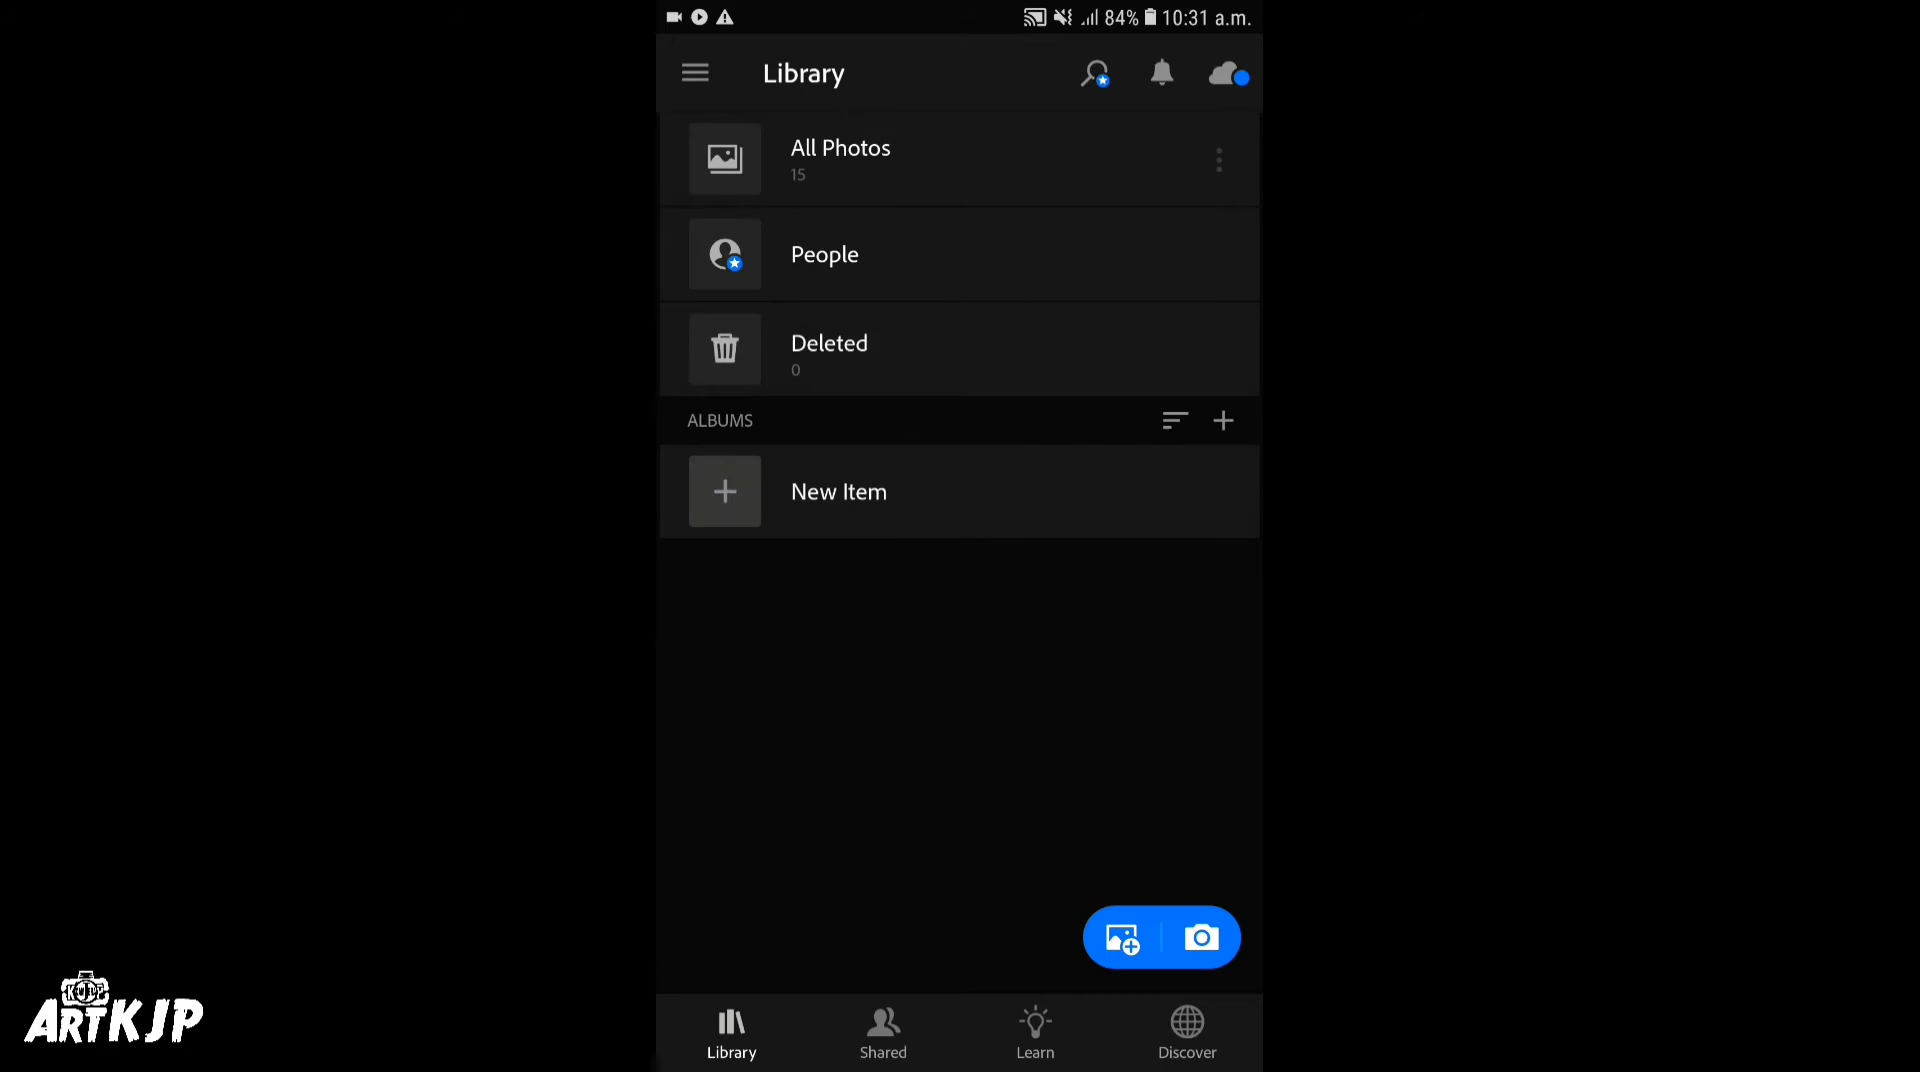 84% 10:31 a.m.
Library
All Photos
15
People
Deleted
0
ALBUMS
New Item
Library
Shared
Learn
Discover
ARTKJP